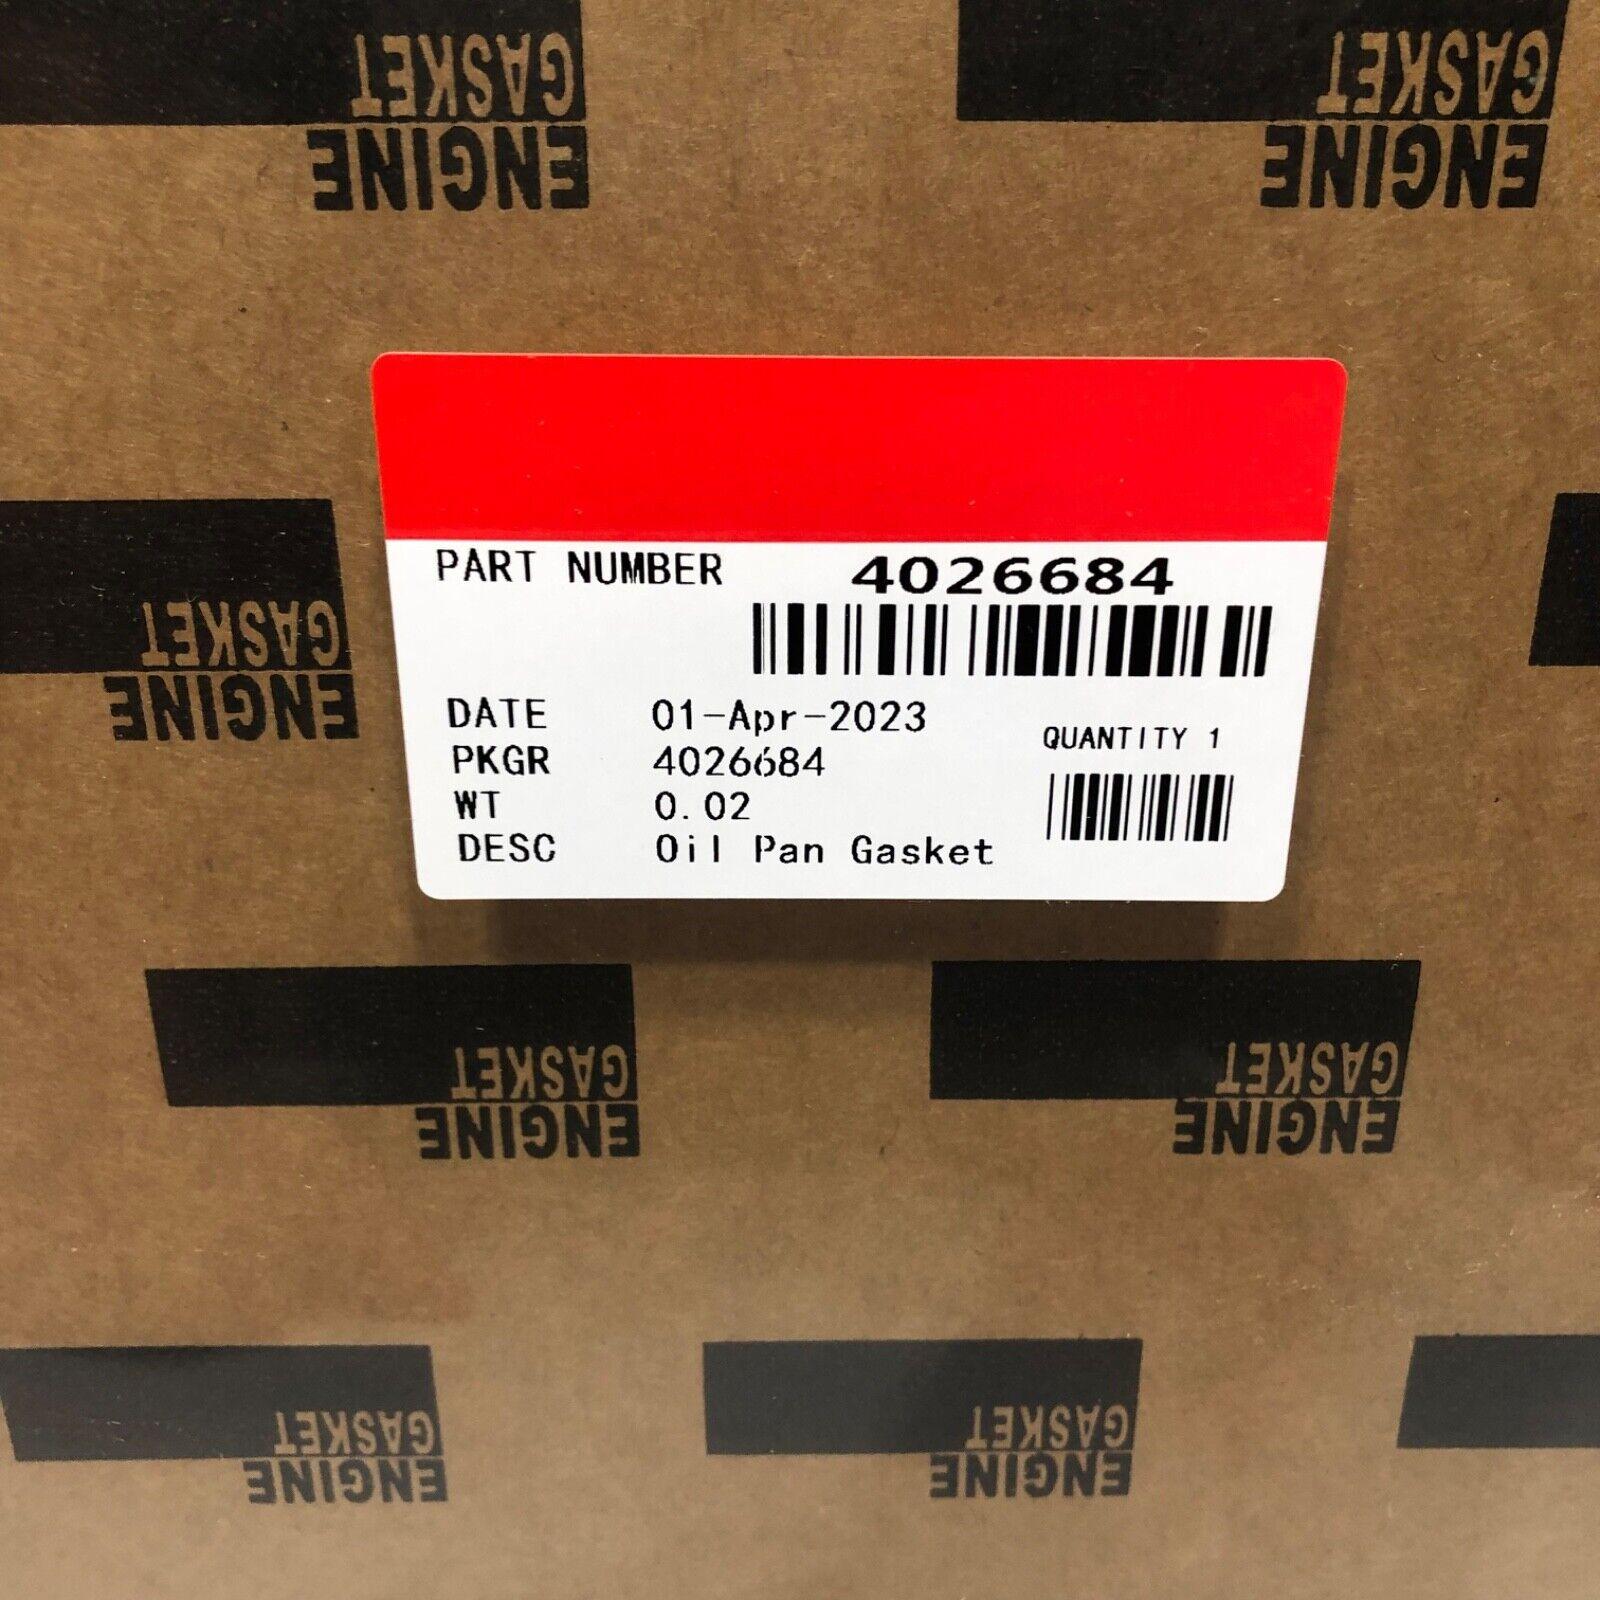 GASKET
ENGINE
GASKET
ENGINE
PART NUMBER 4026684
GASKET
ENGINE
DATE 01-Apr-2023
QUANTITY 1
PKGR 4026684
WT 0.02
DESC Oil Pan Gasket
GASKET
ENGINE
GASKET
ENGINE
GASKET
ENGINE
GASKET
ENGINE